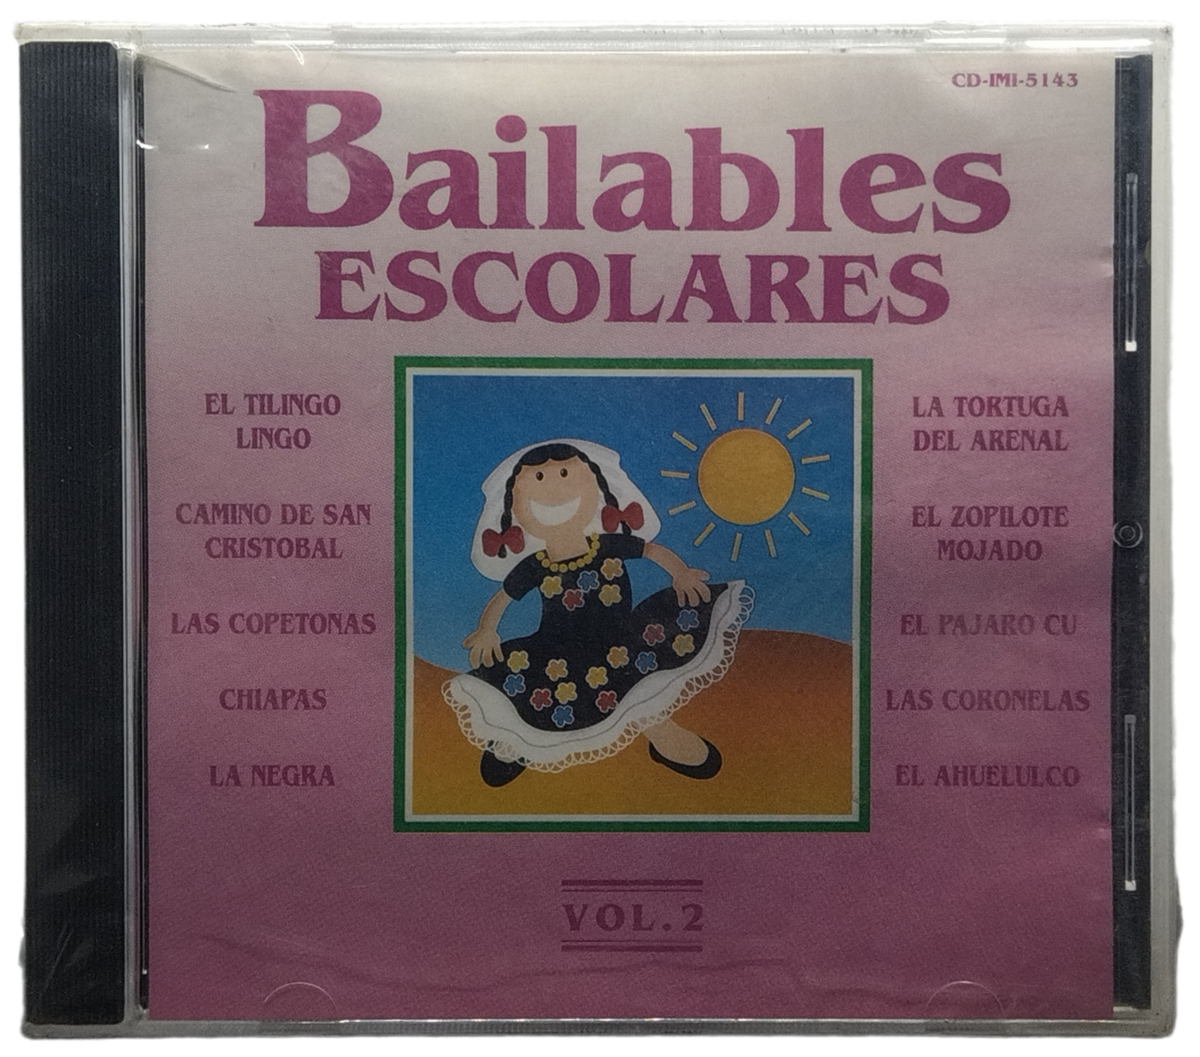 CD-IMI-5143
Bailables
ESCOLARES
EL TILINGO
LINGO
CAMINO DE SAN
CRISTOBAL
LAS COPETONAS
CHIAPAS
LA NEGRA
LA TORTUGA
DEL ARENAL
EL ZOPILOTE
MOJADO
EL PAJARO CU
LAS CORONELAS
EL AHUELULCO
VOL.2